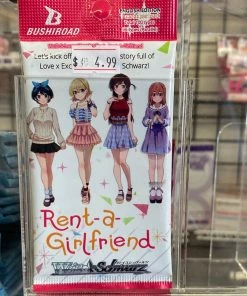 BUSHIROAD
Let's kick off
story full of
Love x Exc
Schwarz!
$ 4.99
Rent-a-
Girlfriend
Weiß Schwarz